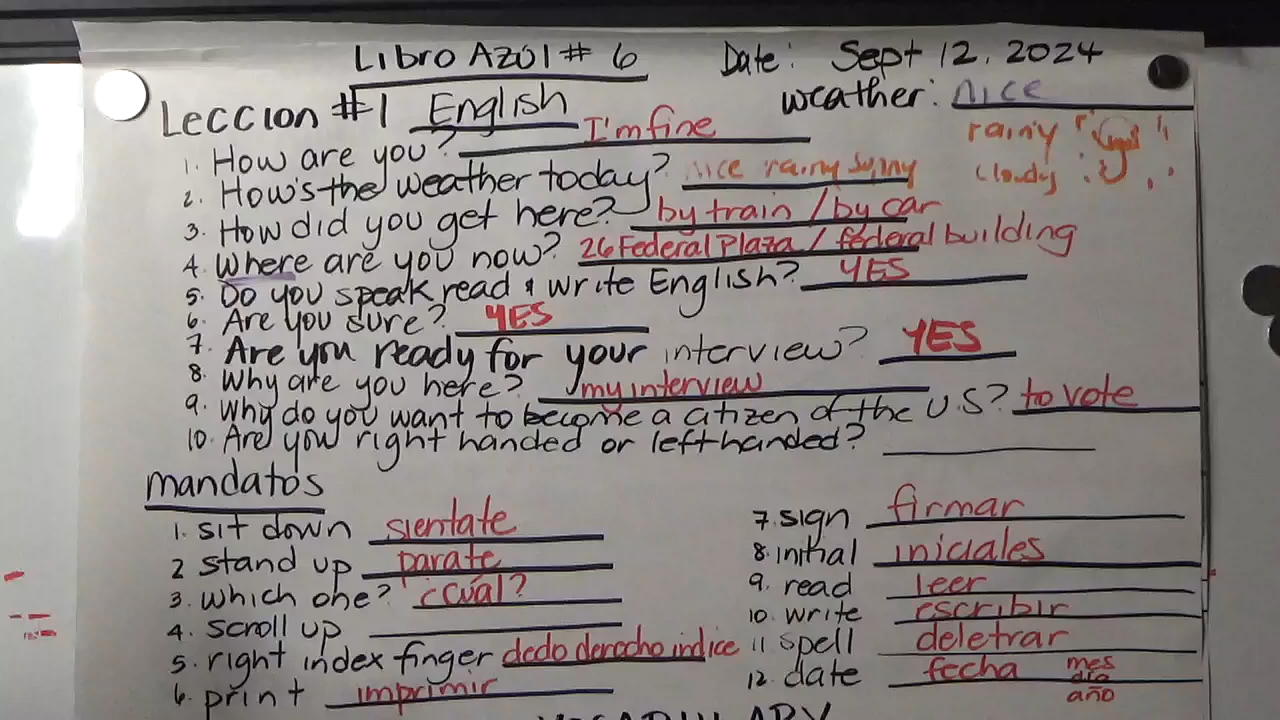 Libro Azúl # 6 Date: Sept 12, 2024
Leccion #1 English weather: nice
1. How are you? I'm fine rainy
2. How's the weather today? nice rainy sunny cloudy
3. How did you get here? by train / by car
4. Where are you now? 26 Federal Plaza / federal building
5. Do you speak read & write English? YES
6. Are you sure? YES
7. Are you ready for your interview? YES
8. Why are you here? my interview
9. Why do you want to become a citizen of the U.S? to vote
10. Are you right handed or left handed?
mandatos
1. sit down sientate
2 stand up parate
3. which one? ¿cúal?
4. scroll up
5. right index finger dedo derecho indice
6. print imprimir
7. sign firmar
8. initial iniciales
9. read leer
10. write escribir
11 spell deletrar
12. date fecha mes
dia
año
VOCABULARY